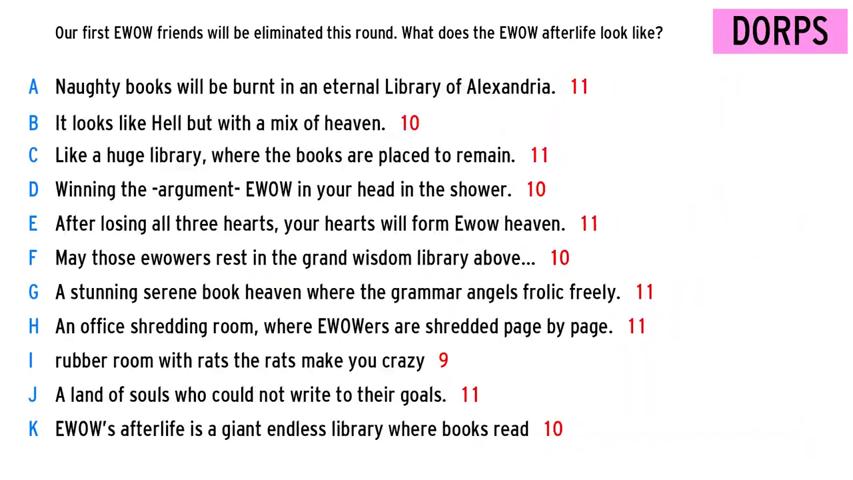 Our first EWOW friends will be eliminated this round. What does the EWOW afterlife look like?
DORPS
A Naughty books will be burnt in an eternal Library of Alexandria. 11
B It looks like Hell but with a mix of heaven. 10
C Like a huge library, where the books are placed to remain. 11
D Winning the -argument- EWOW in your head in the shower. 10
E After losing all three hearts, your hearts will form Ewow heaven. 11
F May those ewowers rest in the grand wisdom library above... 10
G A stunning serene book heaven where the grammar angels frolic freely. 11
H An office shredding room, where EWOWers are shredded page by page. 11
I rubber room with rats the rats make you crazy 9
J A land of souls who could not write to their goals. 11
K EWOW's afterlife is a giant endless library where books read 10